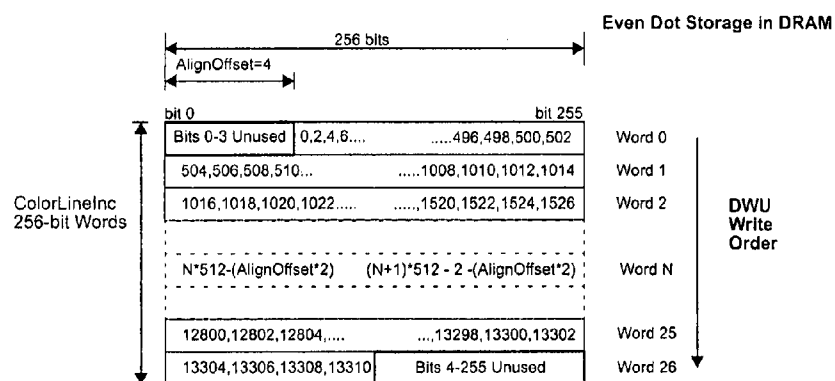 Even Dot Storage in DRAM
256 bits
AlignOffset=4
bit 0 bit 255
Bits 0-3 Unused 0,2,4,6.... .....496,498,500,502 Word 0
504,506,508,510... .....1008,1010,1012,1014 Word 1
ColorLineInc
256-bit Words
1016,1018,1020,1022..... .....,1520,1522,1524,1526 Word 2
DWU
Write
Order
N*512-(AlignOffset*2) (N+1)*512 - 2 -(AlignOffset*2) Word N
12800,12802,12804,.... ...,13298,13300,13302 Word 25
13304,13306,13308,13310 Bits 4-255 Unused Word 26